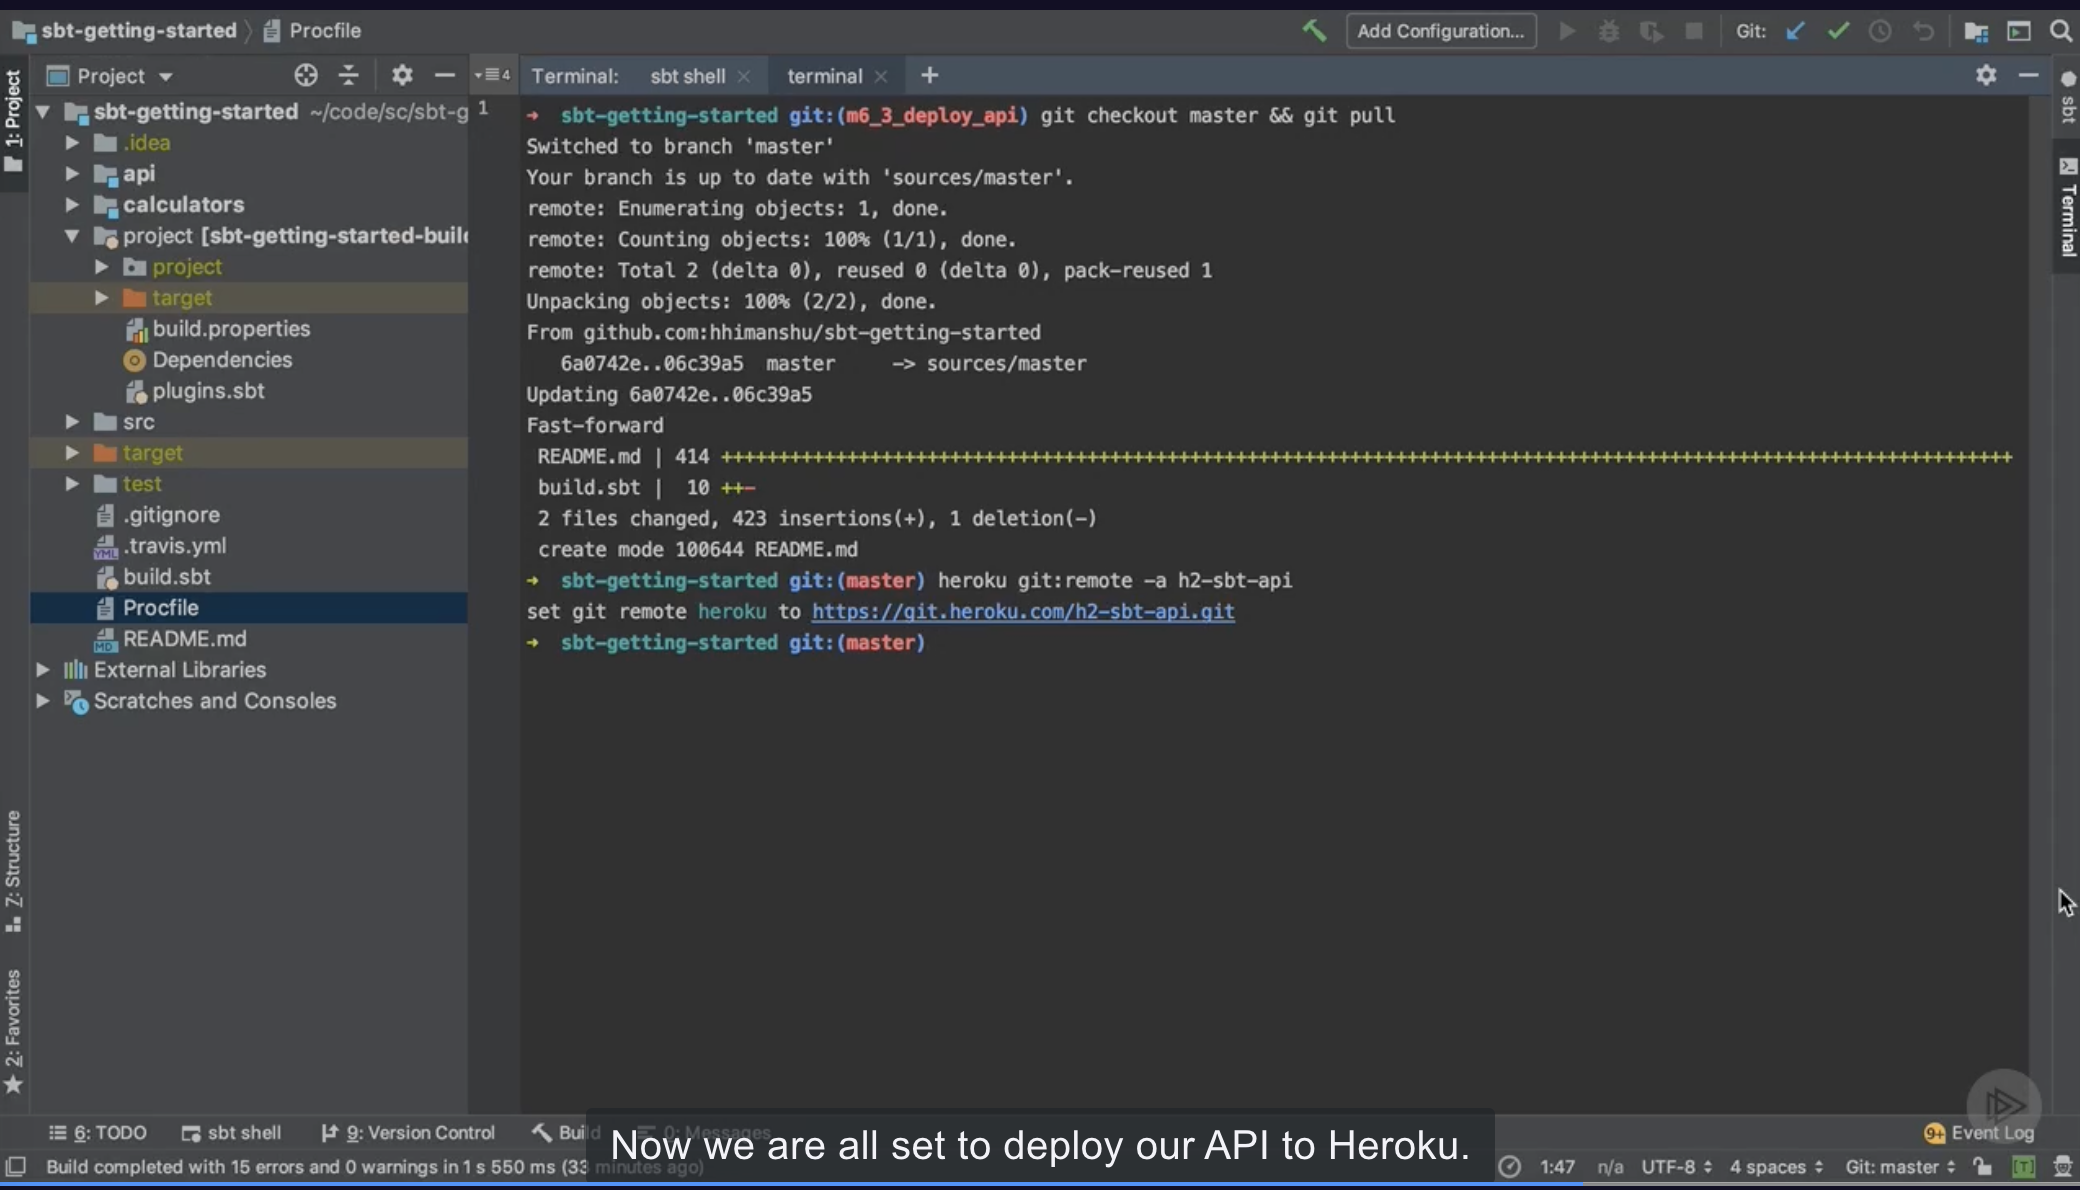 sbt-getting-started Procfile
Add Configuration... Git:
1: Project
Project
4
Terminal: sbt shell terminal
sbt
Terminal
sbt-getting-started ~/code/sc/sbt-g
.idea
api
calculators
project [sbt-getting-started-build
project
target
build.properties
Dependencies
plugins.sbt
src
target
test
.gitignore
YML .travis.yml
build.sbt
Procfile
MD README.md
External Libraries
Scratches and Consoles
1
→ sbt-getting-started git:(m6_3_deploy_api) git checkout master && git pull
Switched to branch 'master'
Your branch is up to date with 'sources/master'.
remote: Enumerating objects: 1, done.
remote: Counting objects: 100% (1/1), done.
remote: Total 2 (delta 0), reused 0 (delta 0), pack-reused 1
Unpacking objects: 100% (2/2), done.
From github.com:hhimanshu/sbt-getting-started
6a0742e..06c39a5 master -> sources/master
Updating 6a0742e..06c39a5
Fast-forward
README.md | 414 +++++++++++++++++++++++++++++++++++++++++++++++++++++++++++++++++++++++++++++++++++++++++++++++++++++++++++++++++
build.sbt | 10 ++-
2 files changed, 423 insertions(+), 1 deletion(-)
create mode 100644 README.md
→ sbt-getting-started git:(master) heroku git:remote -a h2-sbt-api
set git remote heroku to https://git.heroku.com/h2-sbt-api.git
→ sbt-getting-started git:(master)
Z: Structure
2: Favorites
6: TODO sbt shell 9: Version Control Build 0: Messages 9+ Event Log
Now we are all set to deploy our API to Heroku.
Build completed with 15 errors and 0 warnings in 1 s 550 ms (33 minutes ago) 1:47 n/a UTF-8 4 spaces Git: master [T]